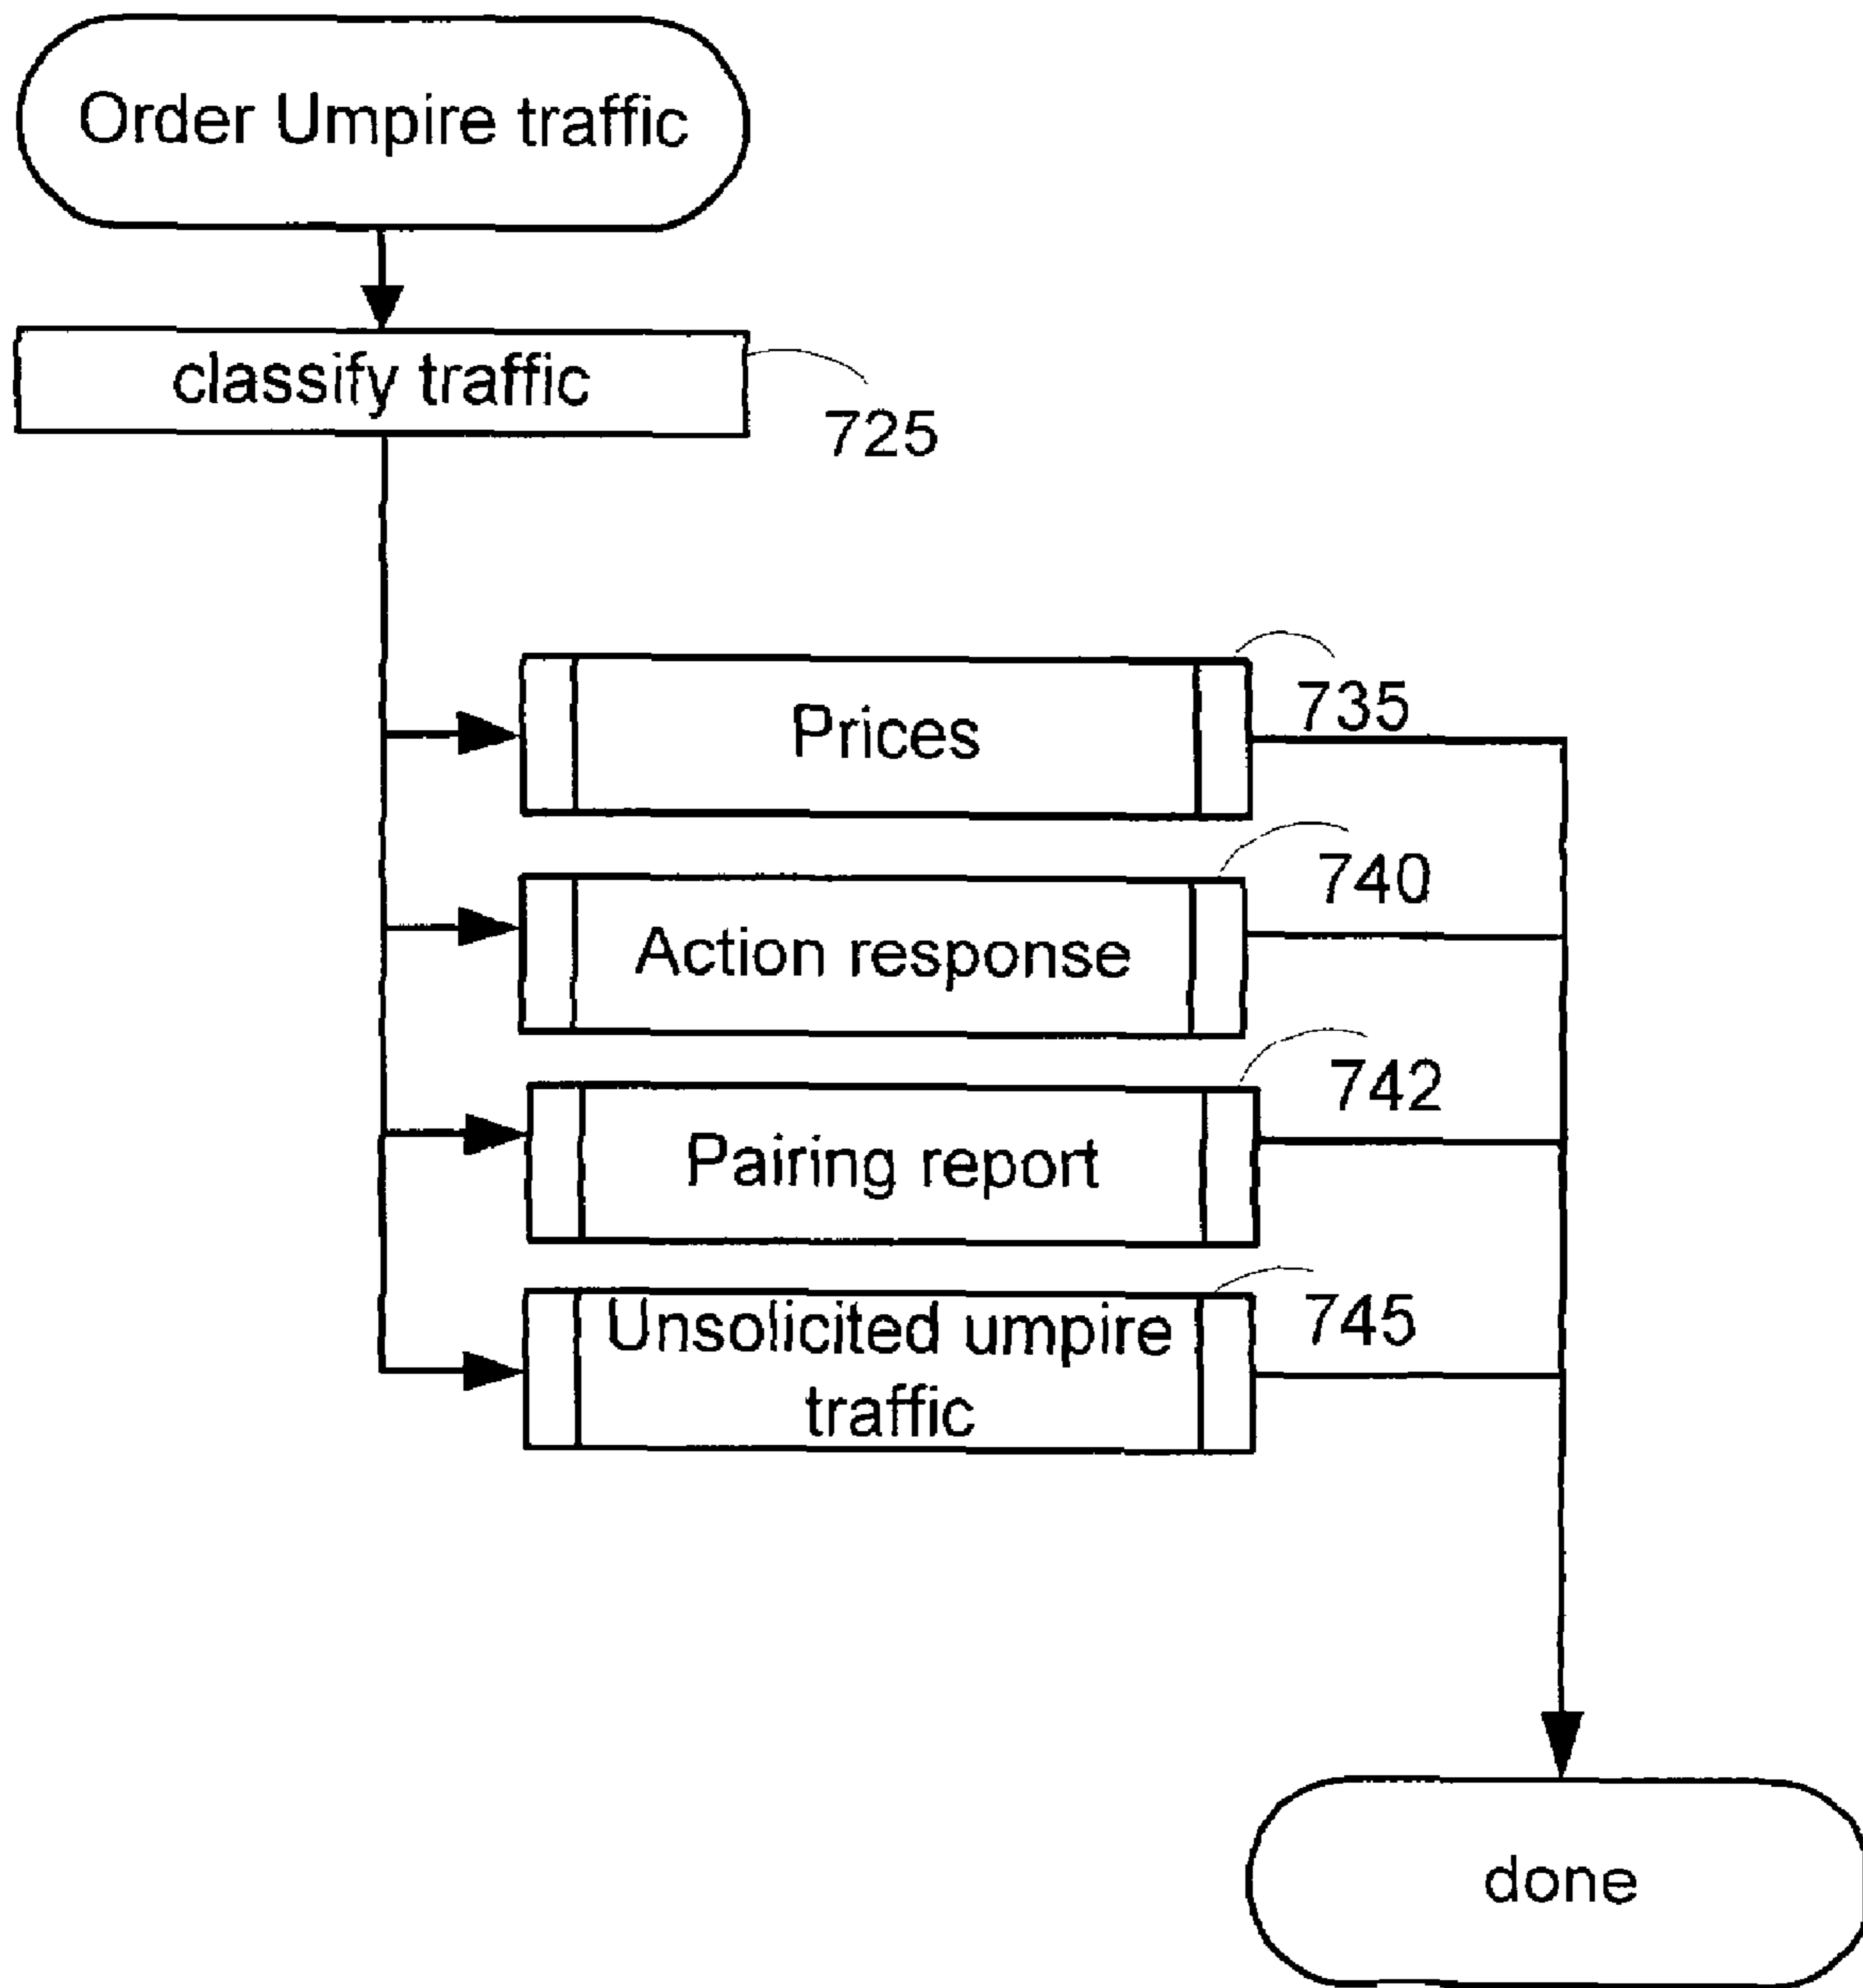 Order Umpire traffic
classify traffic
725
Prices
735
Action response
740
Pairing report
742
Unsolicited umpire
traffic
745
done